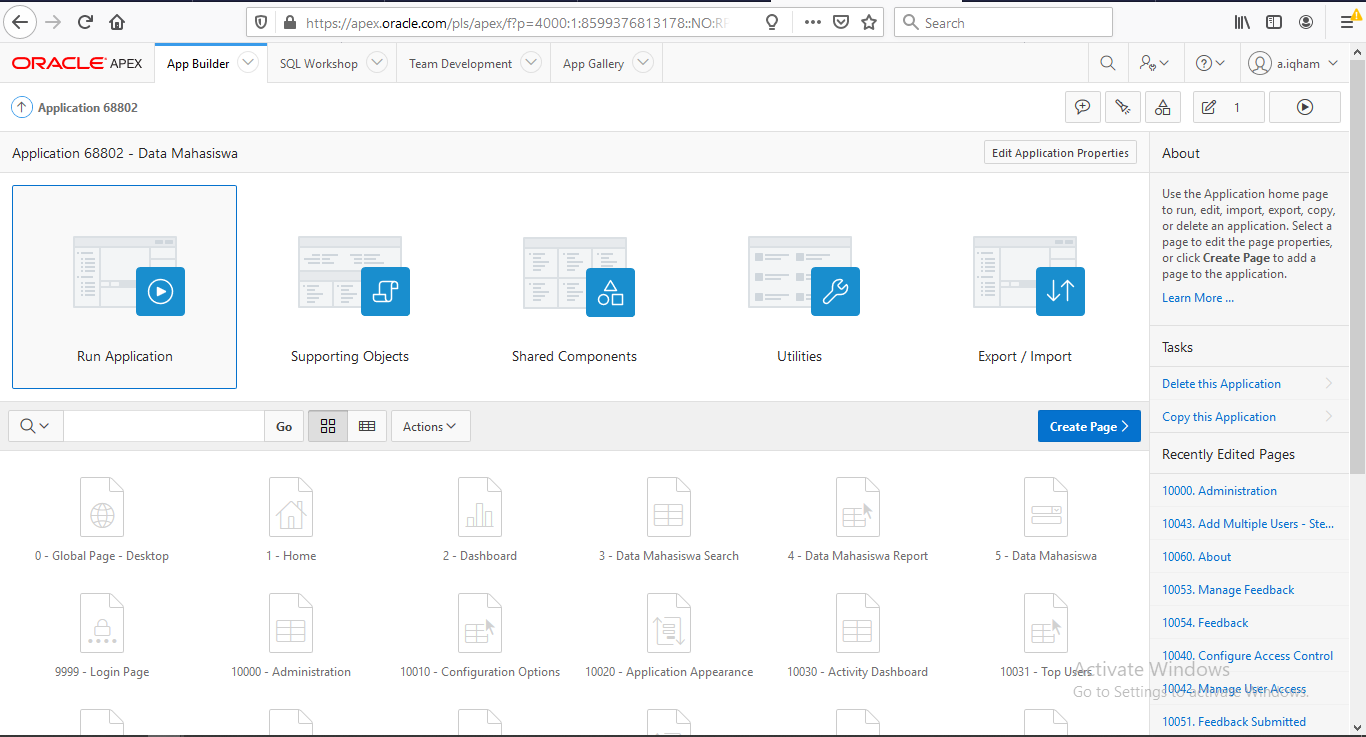 https://apex.oracle.com/pls/apex/f?p=4000:1:8599376813178::NO:RE
Search
ORACLE APEX
App Builder
SQL Workshop
Team Development
App Gallery
a.iqham
Application 68802
1
Application 68802 - Data Mahasiswa
Edit Application Properties
Run Application
Supporting Objects
Shared Components
Utilities
Export / Import
Go
Actions
Create Page
0 - Global Page - Desktop
1 - Home
2 - Dashboard
3 - Data Mahasiswa Search
4 - Data Mahasiswa Report
5 - Data Mahasiswa
9999 - Login Page
10000 - Administration
10010 - Configuration Options
10020 - Application Appearance
10030 - Activity Dashboard
10031 - Top Users
About
Use the Application home page
to run, edit, import, export, copy,
or delete an application. Select a
page to edit the page properties,
or click Create Page to add a
page to the application.
Learn More ...
Tasks
Delete this Application
Copy this Application
Recently Edited Pages
10000. Administration
10043. Add Multiple Users - Ste...
10060. About
10053. Manage Feedback
10054. Feedback
10040. Configure Access Control
10042. Manage User Access
10051. Feedback Submitted
Activate Windows
Go to Settings to activate Windows.